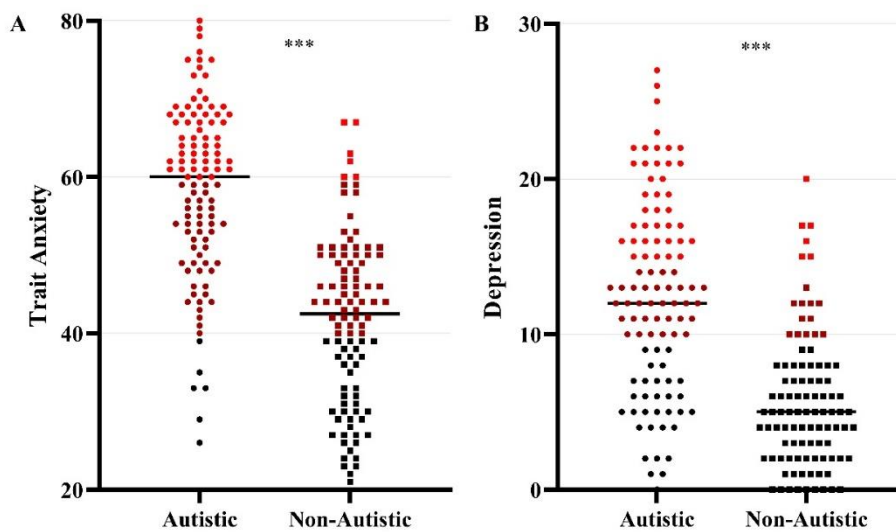 A
80
60
40
20
Trait Anxiety
***
Autistic
Non-Autistic
B
30
20
10
0
Depression
***
Autistic
Non-Autistic